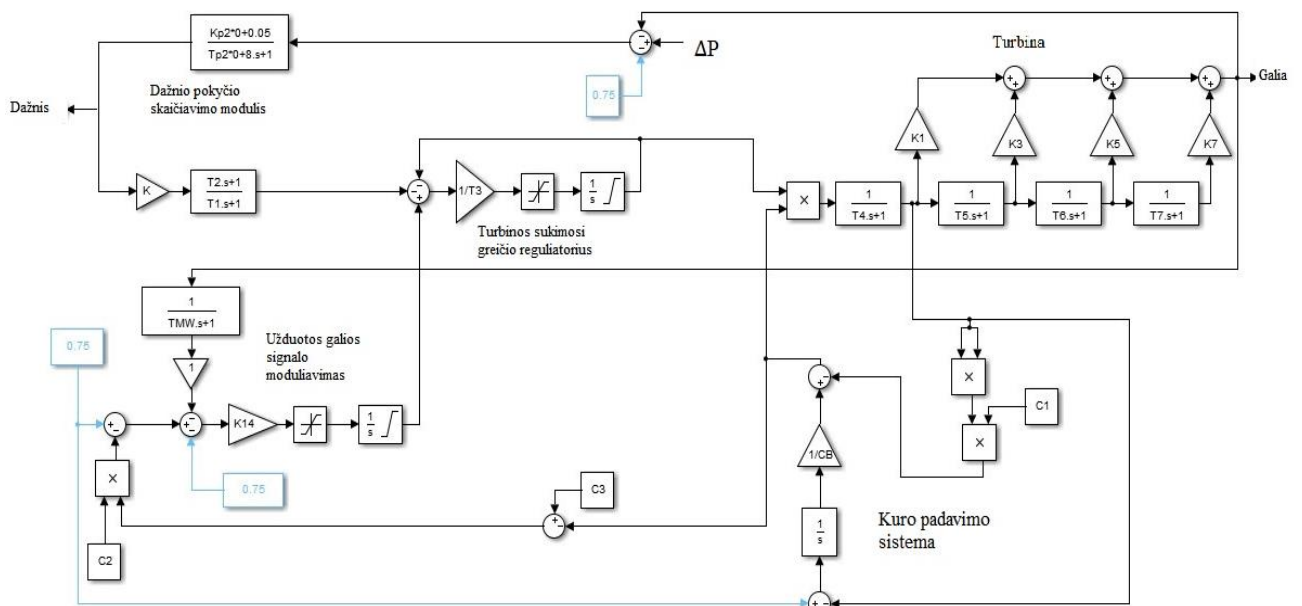 Kp2*0+0.05
Tp2*0+8.s+1
Dažnio pokyčio
skaičiavimo modulis
Dažnis
ΔP
0.75
Turbina
Galia
K1
K3
K5
K7
K
T2.s+1
T1.s+1
1/T3
1
s
Turbinos sukimosi
greičio reguliatorius
×
1
T4.s+1
1
T5.s+1
1
T6.s+1
1
T7.s+1
1
TMW.s+1
0.75
1
Užduotos galios
signalo
moduliavimas
K14
1
s
×
0.75
C2
C3
×
C1
×
1/CB
1
s
Kuro padavimo
sistema